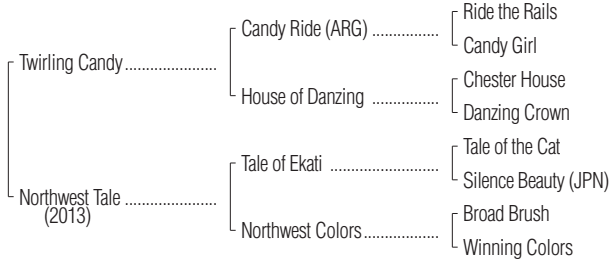 Ride the Rails
Candy Ride (ARG) ................
Candy Girl
Twirling Candy......................
Chester House
House of Danzing ................
Danzing Crown
Tale of the Cat
Tale of Ekati ..........................
Silence Beauty (JPN)
Northwest Tale ......................
(2013)
Broad Brush
Northwest Colors..................
Winning Colors